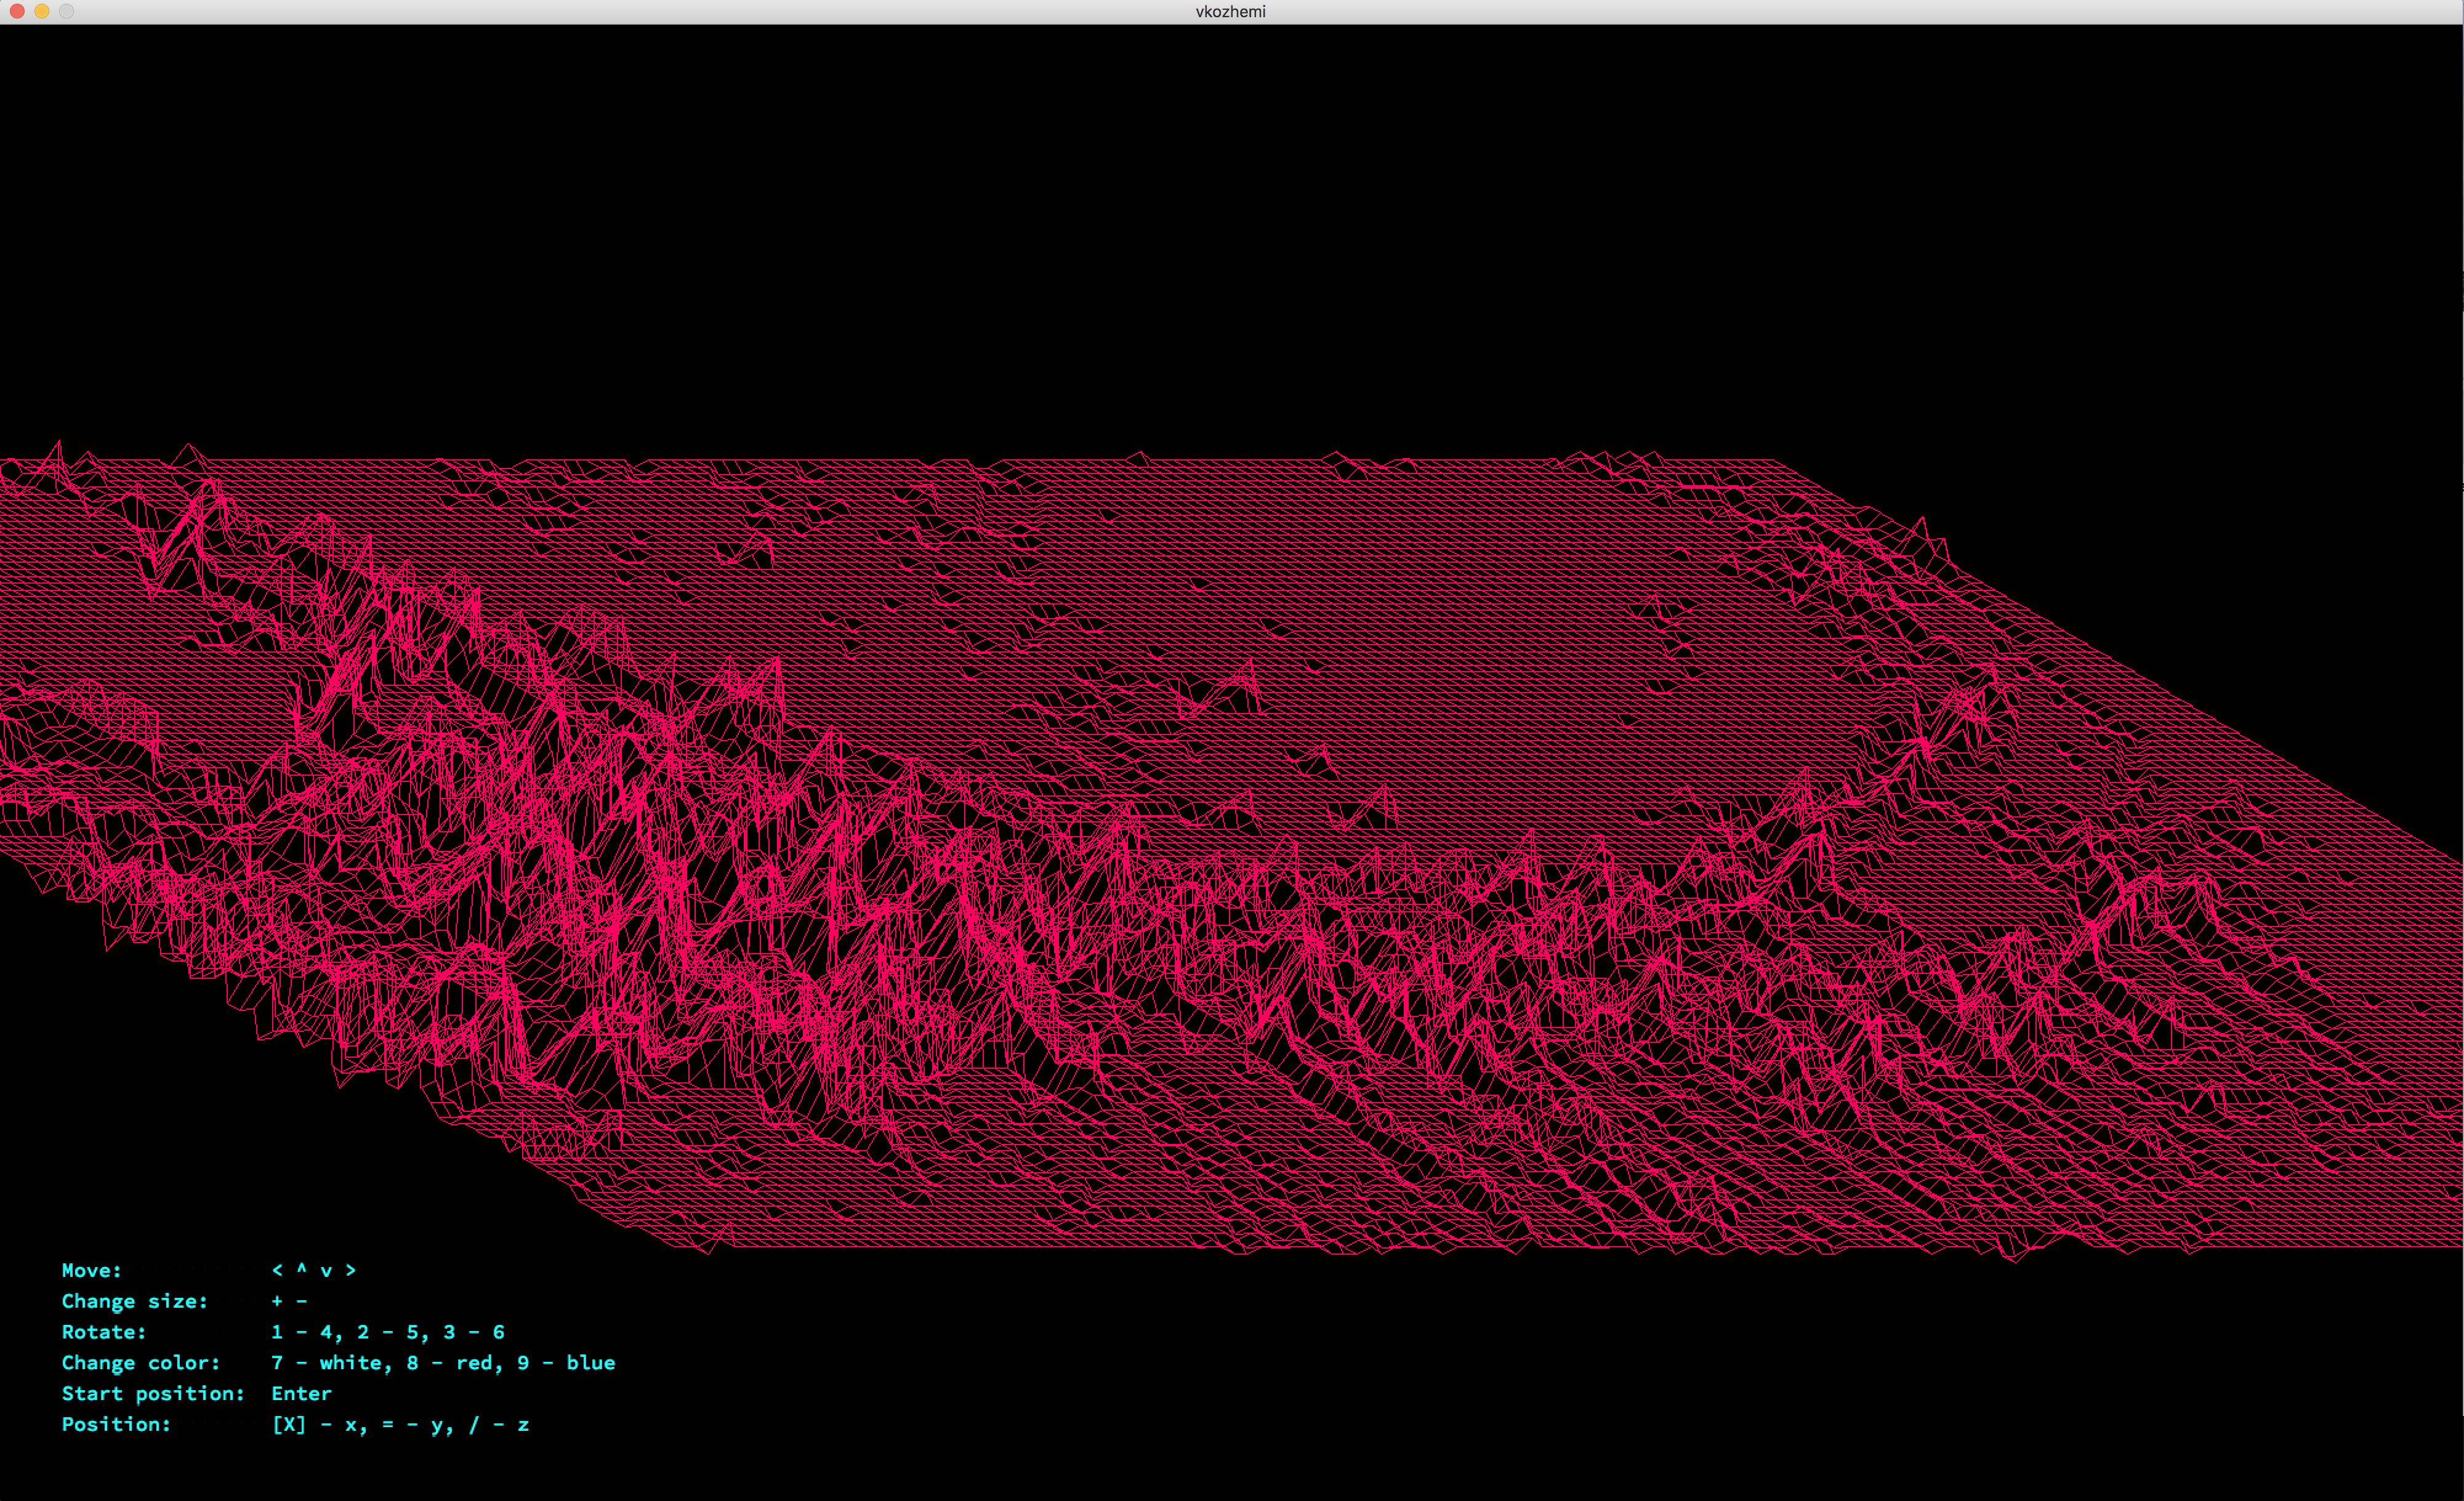 vkozhemi
Move: < ^ v >
Change size: + -
Rotate: 1 - 4, 2 - 5, 3 - 6
Change color: 7 - white, 8 - red, 9 - blue
Start position: Enter
Position: [X] - x, = - y, / - z